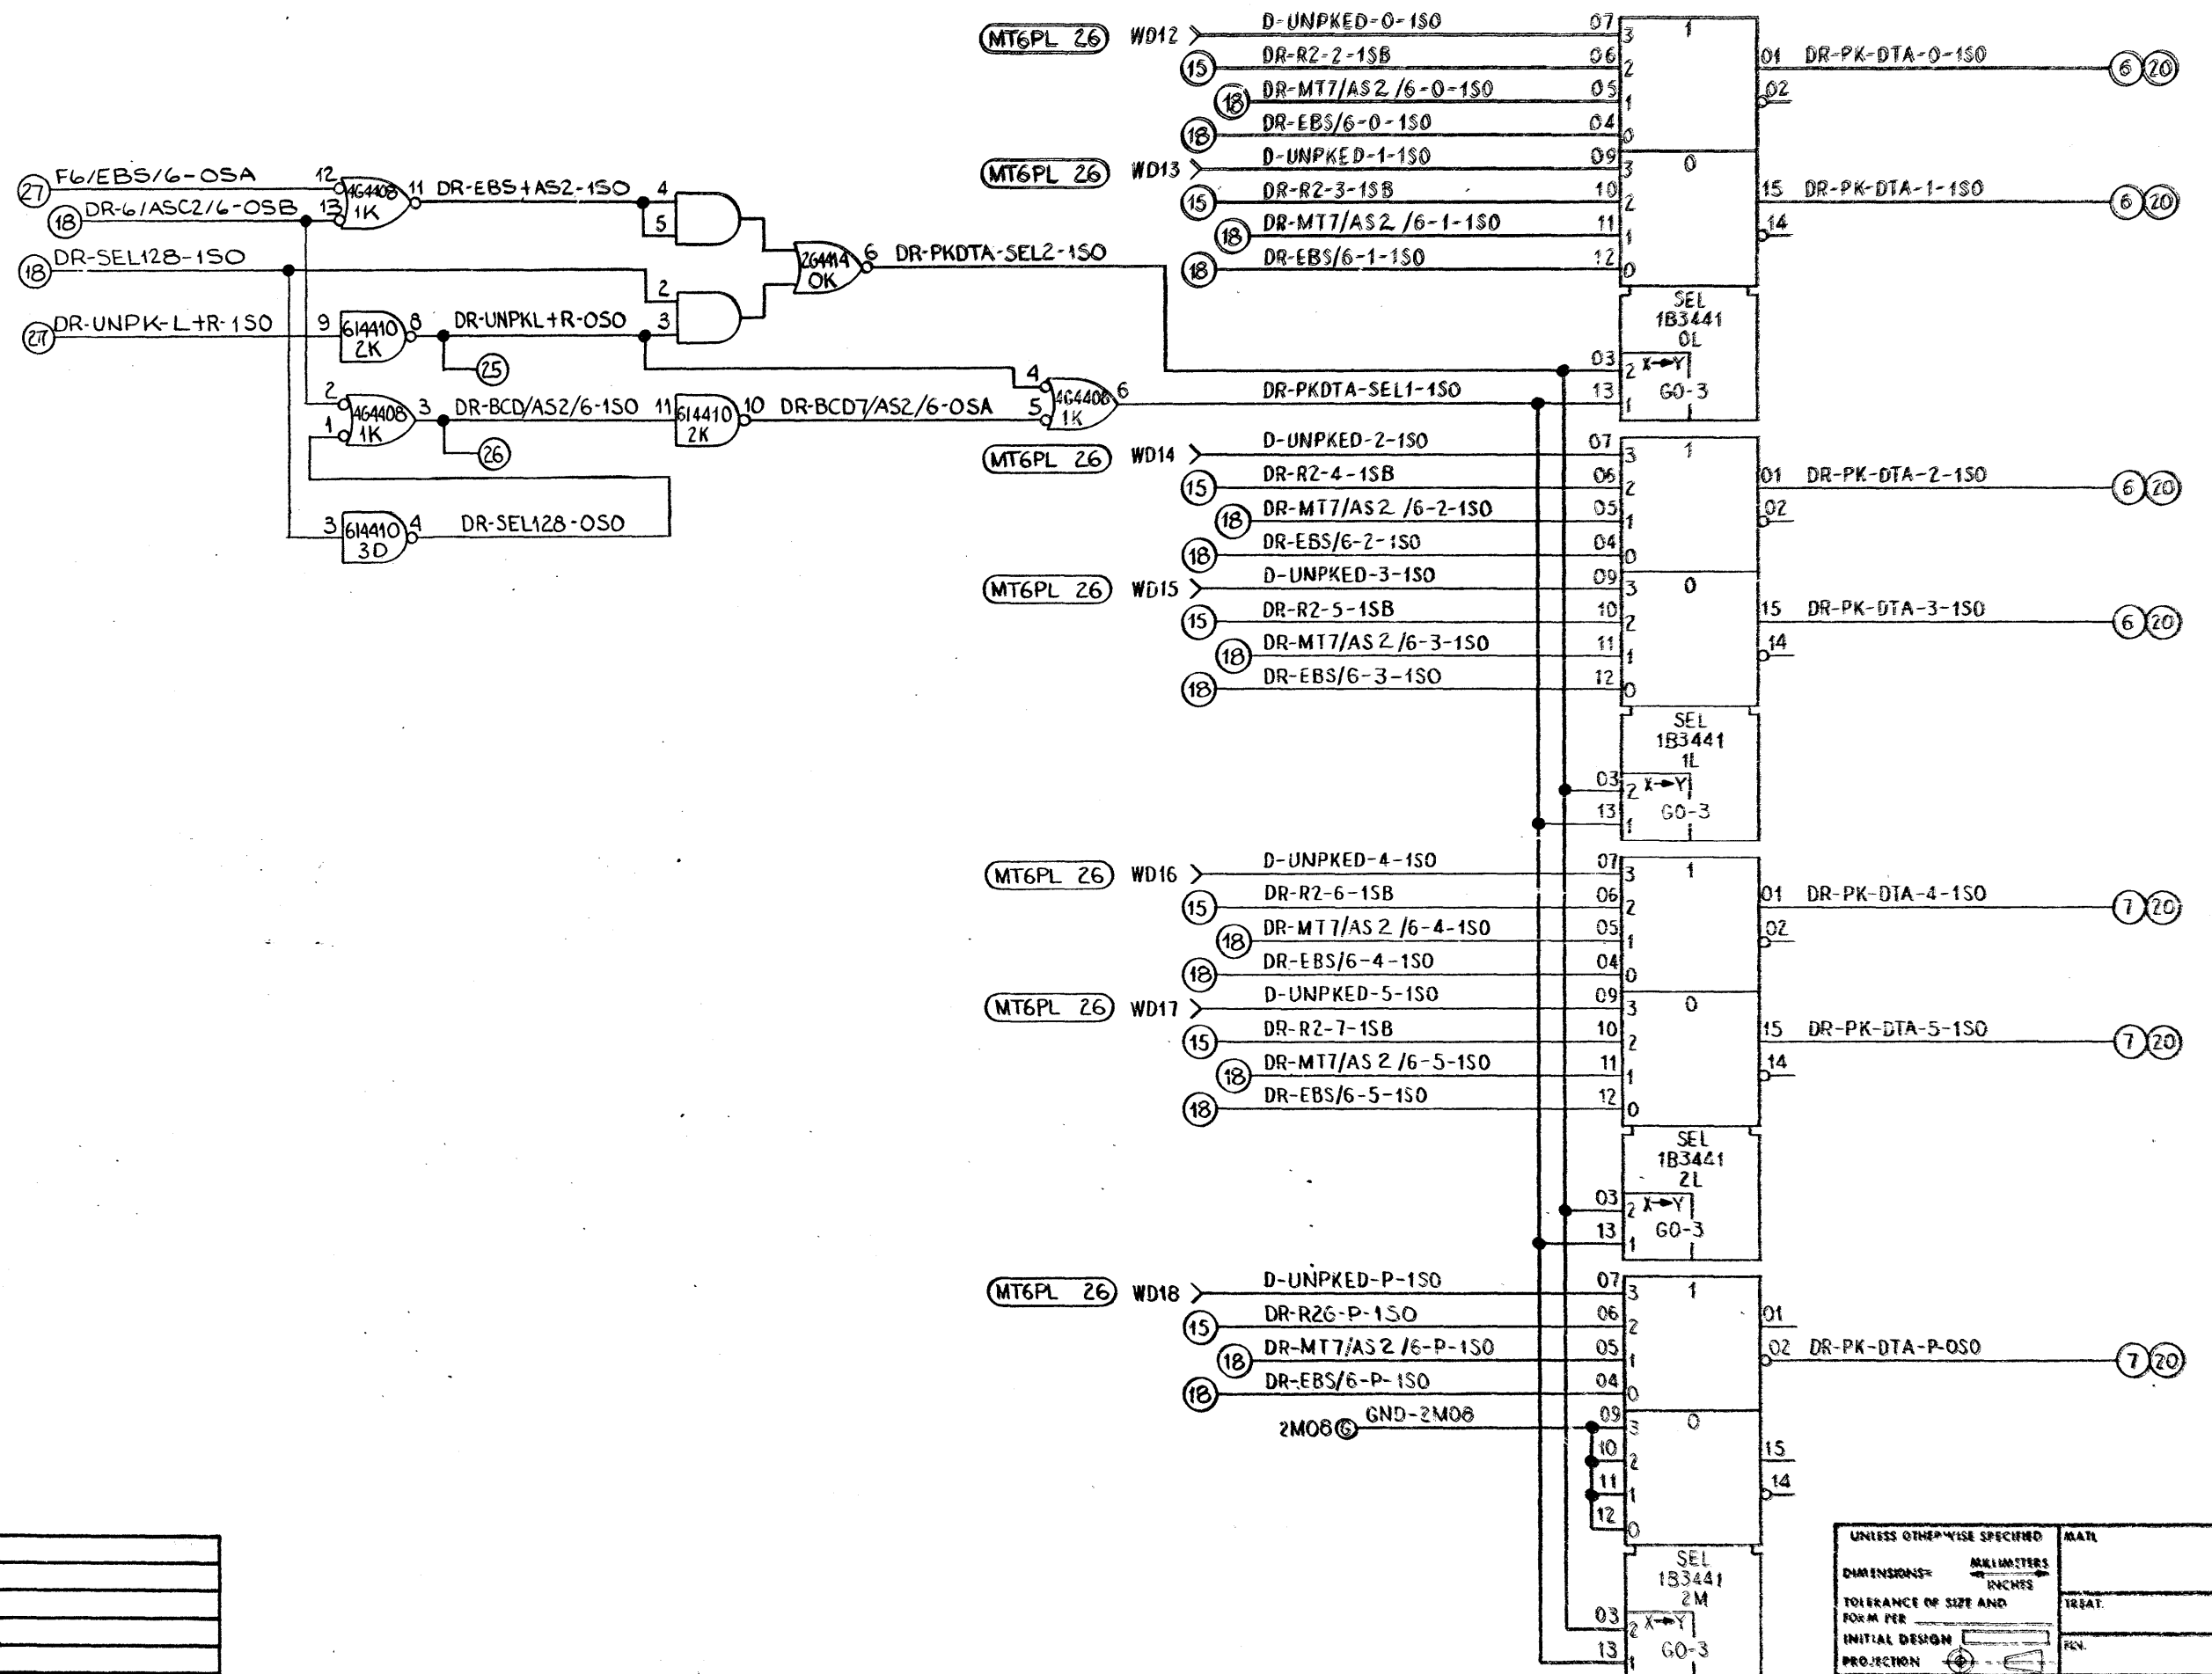 MT6PL 26 WD12 D-UNPKED-0-1S0 07 3 1
15 DR-R2-2-1SB 06 2 01 DR-PK-DTA-0-1S0 6 20
18 DR-MT7/AS2/6-0-1S0 05 1 02
18 DR-EBS/6-0-1S0 04 0
MT6PL 26 WD13 D-UNPKED-1-1S0 09 3 0
15 DR-R2-3-1SB 10 2 15 DR-PK-DTA-1-1S0 6 20
18 DR-MT7/AS2/6-1-1S0 11 1 14
18 DR-EBS/6-1-1S0 12 0
SEL
1B3441
0L
03 2 X→Y
13 1 G0-3
27 F6/EBS/6-0SA 12
18 DR-6/ASC2/6-0SB 13
4G4408
1K
11 DR-EBS+AS2-1S0 4
5
18 DR-SEL128-1S0 2
3
2G4414
0K
6 DR-PKDTA-SEL2-1S0
27 DR-UNPK-L+R-1S0 9
614410
2K
8 DR-UNPKL+R-0S0
25
2
1
4G4408
1K
3 DR-BCD/AS2/6-1S0 11
614410
2K
10 DR-BCD7/AS2/6-0SA
4
5
4G4408
1K
6 DR-PKDTA-SEL1-1S0
26
3
614410
3D
4 DR-SEL128-0S0
MT6PL 26 WD14 D-UNPKED-2-1S0 07 3 1
15 DR-R2-4-1SB 06 2 01 DR-PK-DTA-2-1S0 6 20
18 DR-MT7/AS2/6-2-1S0 05 1 02
18 DR-EBS/6-2-1S0 04 0
MT6PL 26 WD15 D-UNPKED-3-1S0 09 3 0
15 DR-R2-5-1SB 10 2 15 DR-PK-DTA-3-1S0 6 20
18 DR-MT7/AS2/6-3-1S0 11 1 14
18 DR-EBS/6-3-1S0 12 0
SEL
1B3441
1L
03 2 X→Y
13 1 G0-3
MT6PL 26 WD16 D-UNPKED-4-1S0 07 3 1
15 DR-R2-6-1SB 06 2 01 DR-PK-DTA-4-1S0 7 20
18 DR-MT7/AS2/6-4-1S0 05 1 02
18 DR-EBS/6-4-1S0 04 0
MT6PL 26 WD17 D-UNPKED-5-1S0 09 3 0
15 DR-R2-7-1SB 10 2 15 DR-PK-DTA-5-1S0 7 20
18 DR-MT7/AS2/6-5-1S0 11 1 14
18 DR-EBS/6-5-1S0 12 0
SEL
1B3441
2L
03 2 X→Y
13 1 G0-3
MT6PL 26 WD18 D-UNPKED-P-1S0 07 3 1
15 DR-R2G-P-1S0 06 2 01
18 DR-MT7/AS2/6-P-1S0 05 1 02 DR-PK-DTA-P-0S0 7 20
18 DR-EBS/6-P-1S0 04 0
2M08 G GND-2M08 09 3 0
10 2 15
11 1 14
12 0
SEL
1B3441
2M
03 2 X→Y
13 1 G0-3
UNLESS OTHERWISE SPECIFIED MATL
DIMENSIONS= MILLIMETERS
INCHES
TOLERANCE OF SIZE AND TREAT.
FORM PER
INITIAL DESIGN REV.
PROJECTION